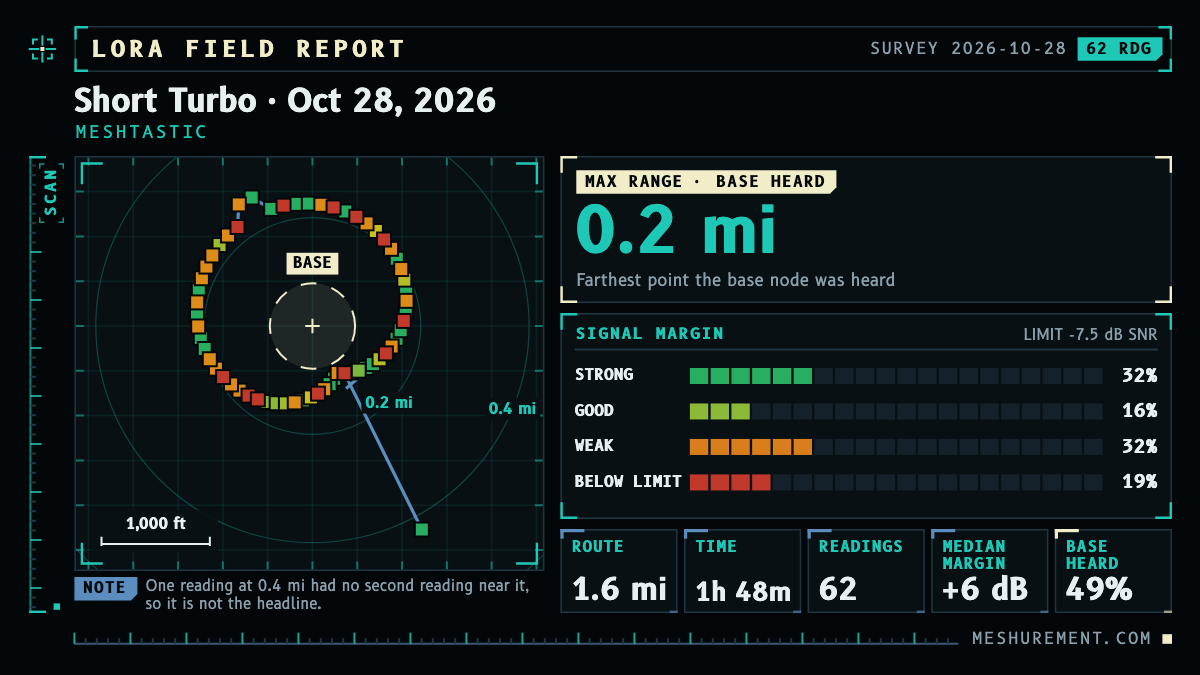 LORA FIELD REPORT
SURVEY 2026-10-28 62 RDG
Short Turbo · Oct 28, 2026
MESHTASTIC
SCAN
BASE
0.2 mi
0.4 mi
1,000 ft
NOTE One reading at 0.4 mi had no second reading near it,
so it is not the headline.
MAX RANGE · BASE HEARD
0.2 mi
Farthest point the base node was heard
SIGNAL MARGIN LIMIT -7.5 dB SNR
STRONG 32%
GOOD 16%
WEAK 32%
BELOW LIMIT 19%
ROUTE
1.6 mi
TIME
1h 48m
READINGS
62
MEDIAN
MARGIN
+6 dB
BASE
HEARD
49%
MESHUREMENT.COM